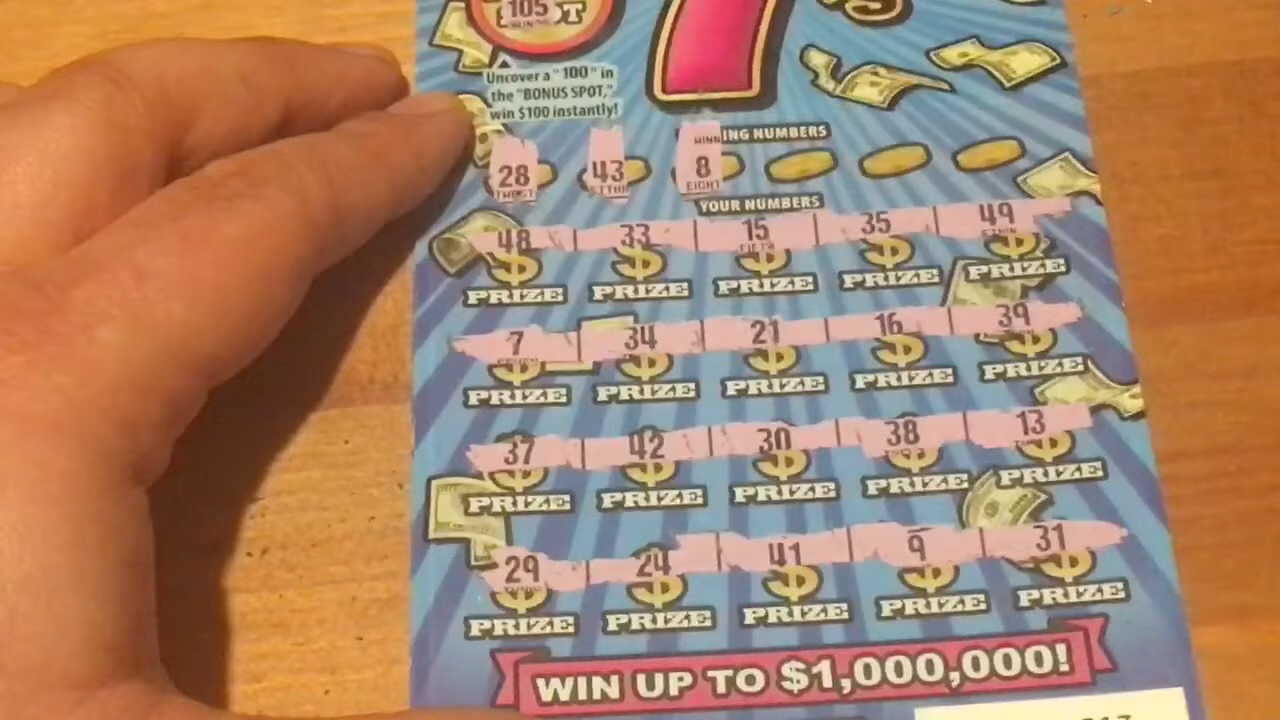 105
Uncover a "100" in
the "BONUS SPOT,"
win $100 instantly!
WINNING NUMBERS
28 43 8
EIGHT
YOUR NUMBERS
48 33 15 35 49
$ $ $ $ $
PRIZE PRIZE PRIZE PRIZE PRIZE
7 34 21 16 39
$ $ $ $ $
PRIZE PRIZE PRIZE PRIZE PRIZE
37 42 30 38 13
$ $ $ $ $
PRIZE PRIZE PRIZE PRIZE PRIZE
29 24 41 9 31
$ $ $ $ $
PRIZE PRIZE PRIZE PRIZE PRIZE
WIN UP TO $1,000,000!